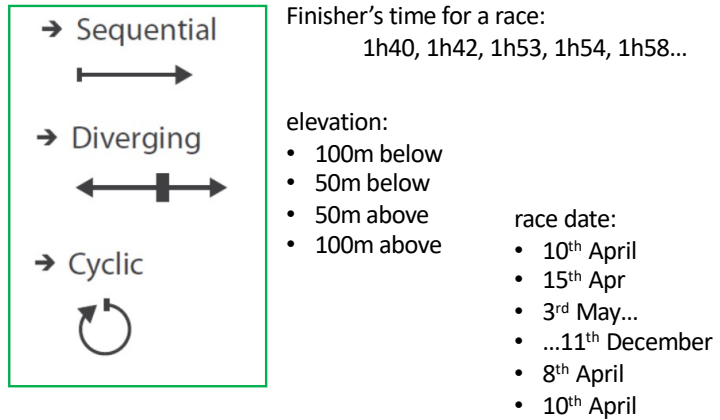 → Sequential
Finisher’s time for a race:
1h40, 1h42, 1h53, 1h54, 1h58...
→ Diverging
elevation:
• 100m below
• 50m below
• 50m above
• 100m above
→ Cyclic
race date:
• 10th April
• 15th Apr
• 3rd May...
• ...11th December
• 8th April
• 10th April